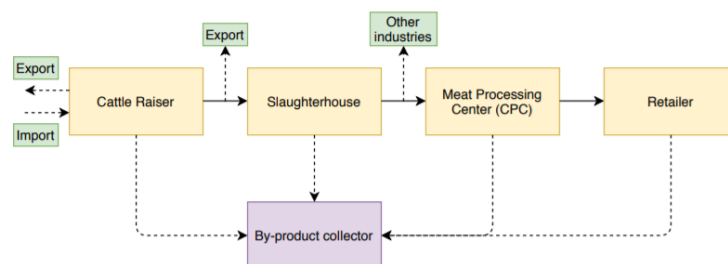 Export
Other
industries
Export
Cattle Raiser
Slaughterhouse
Meat Processing
Center (CPC)
Retailer
Import
By-product collector